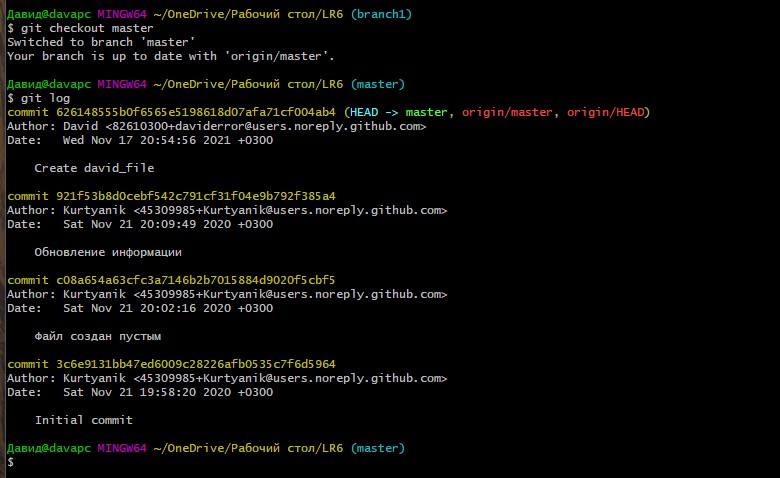 Давид@davapc MINGW64 ~/OneDrive/Рабочий стол/LR6 (branch1)
$ git checkout master
Switched to branch 'master'
Your branch is up to date with 'origin/master'.
Давид@davapc MINGW64 ~/OneDrive/Рабочий стол/LR6 (master)
$ git log
commit 626148555b0f6565e5198618d07afa71cf004ab4 (HEAD -> master, origin/master, origin/HEAD)
Author: David <82610300+daviderror@users.noreply.github.com>
Date:   Wed Nov 17 20:54:56 2021 +0300
Create david_file
commit 921f53b8d0cebf542c791cf31f04e9b792f385a4
Author: Kurtyanik <45309985+Kurtyanik@users.noreply.github.com>
Date:   Sat Nov 21 20:09:49 2020 +0300
Обновление информации
commit c08a654a63cfc3a7146b2b7015884d9020f5cbf5
Author: Kurtyanik <45309985+Kurtyanik@users.noreply.github.com>
Date:   Sat Nov 21 20:02:16 2020 +0300
Файл создан пустым
commit 3c6e9131bb47ed6009c28226afb0535c7f6d5964
Author: Kurtyanik <45309985+Kurtyanik@users.noreply.github.com>
Date:   Sat Nov 21 19:58:20 2020 +0300
Initial commit
Давид@davapc MINGW64 ~/OneDrive/Рабочий стол/LR6 (master)
$